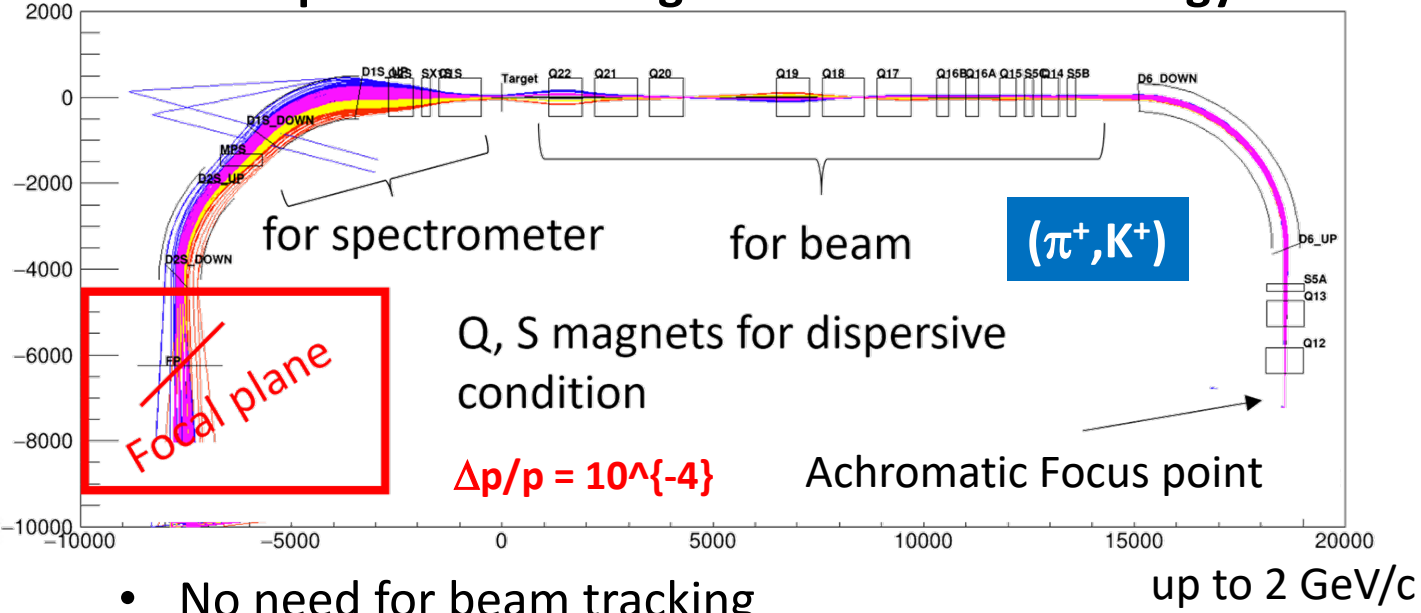 2000
D1S_UP SX1S Target Q22 Q21 Q20 Q19 Q18 Q17 Q16B Q16A Q15 S5C Q14 S5B D6_DOWN
0
D1S_DOWN
MPS
−2000
D2S_UP
for spectrometer
for beam
(π+,K+)
D6_UP
D2S_DOWN
−4000
S5A
Q13
Q, S magnets for dispersive
condition
Q12
−6000
FP
Focal plane
−8000
Δp/p = 10^{-4}
Achromatic Focus point
−10000
−10000 −5000 0 5000 10000 15000 20000
up to 2 GeV/c
• No need for beam tracking